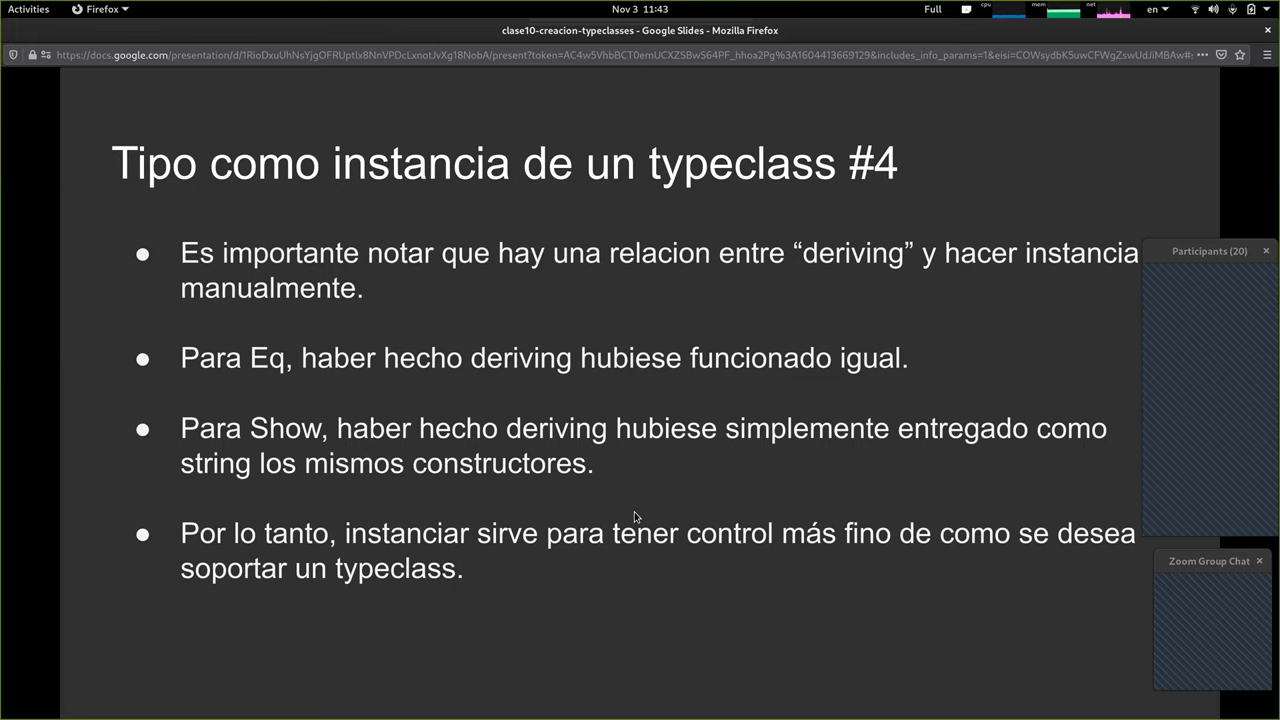 Activities
Firefox
Nov 3 11:43
Full
cpu
mem
net
en
clase10-creacion-typeclasses - Google Slides - Mozilla Firefox
Tipo como instancia de un typeclass #4
● Es importante notar que hay una relacion entre “deriving” y hacer instancia
manualmente.
● Para Eq, haber hecho deriving hubiese funcionado igual.
● Para Show, haber hecho deriving hubiese simplemente entregado como
string los mismos constructores.
● Por lo tanto, instanciar sirve para tener control más fino de como se desea
soportar un typeclass.
Participants (20)
Zoom Group Chat